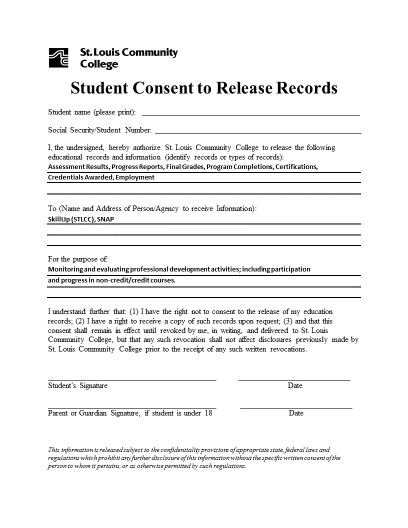 St. Louis Community
College
Student Consent to Release Records
Student name (please print):
Social Security/Student Number:
I, the undersigned, hereby authorize St. Louis Community College to release the following
educational records and information (identify records or types of records):
Assessment Results, Progress Reports, Final Grades, Program Completions, Certifications,
Credentials Awarded, Employment
To (Name and Address of Person/Agency to receive Information):
SkillUp (STLCC), SNAP
For the purpose of:
Monitoring and evaluating professional development activities; including participation
and progress in non-credit/credit courses.
I understand further that: (1) I have the right not to consent to the release of my education
records; (2) I have a right to receive a copy of such records upon request; (3) and that this
consent shall remain in effect until revoked by me, in writing, and delivered to St. Louis
Community College, but that any such revocation shall not affect disclosures previously made by
St. Louis Community College prior to the receipt of any such written revocations.
Student's Signature Date
Parent or Guardian Signature, if student is under 18 Date
This information is released subject to the confidentiality provisions of appropriate state, federal laws and
regulations which prohibit any further disclosure of this information without the specific written consent of the
person to whom it pertains, or as otherwise permitted by such regulations.